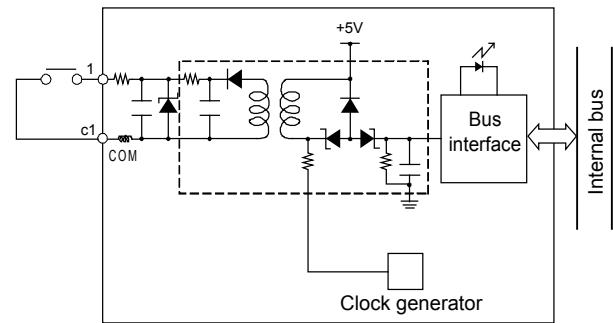 +5V
1
c1
COM
Bus
interface
Internal bus
Clock generator